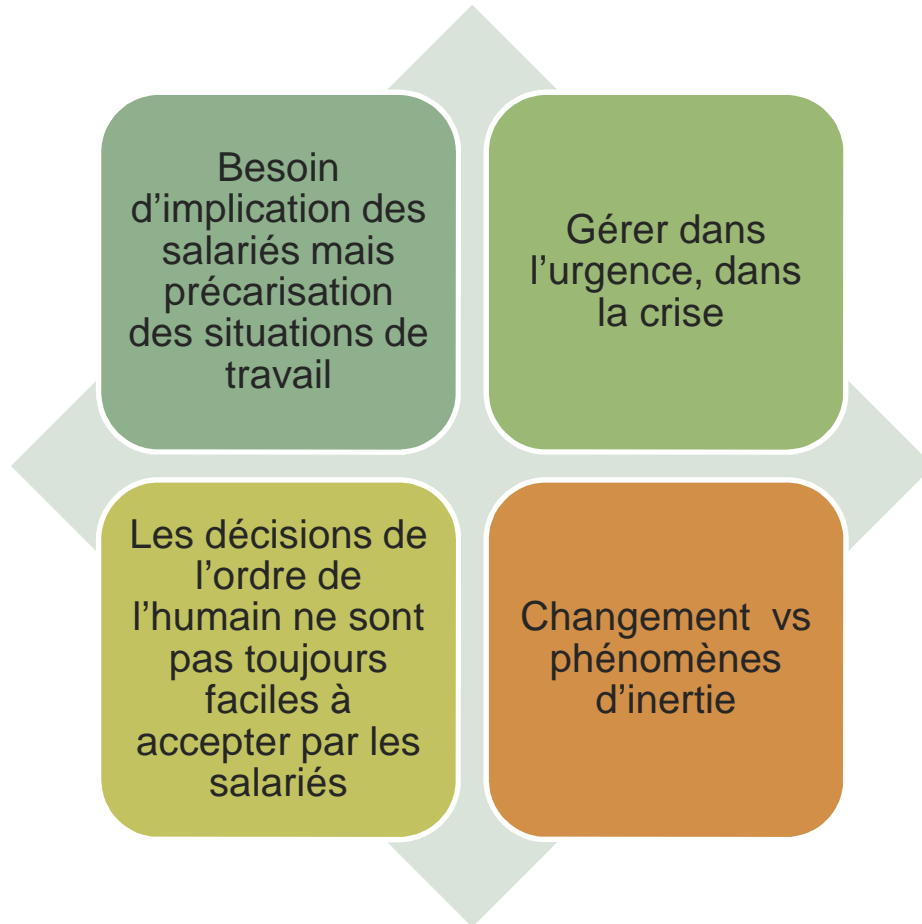 Besoin
d’implication des
salariés mais
précarisation
des situations de
travail
Gérer dans
l’urgence, dans
la crise
Les décisions de
l’ordre de
l’humain ne sont
pas toujours
faciles à
accepter par les
salariés
Changement  vs
phénomènes
d’inertie